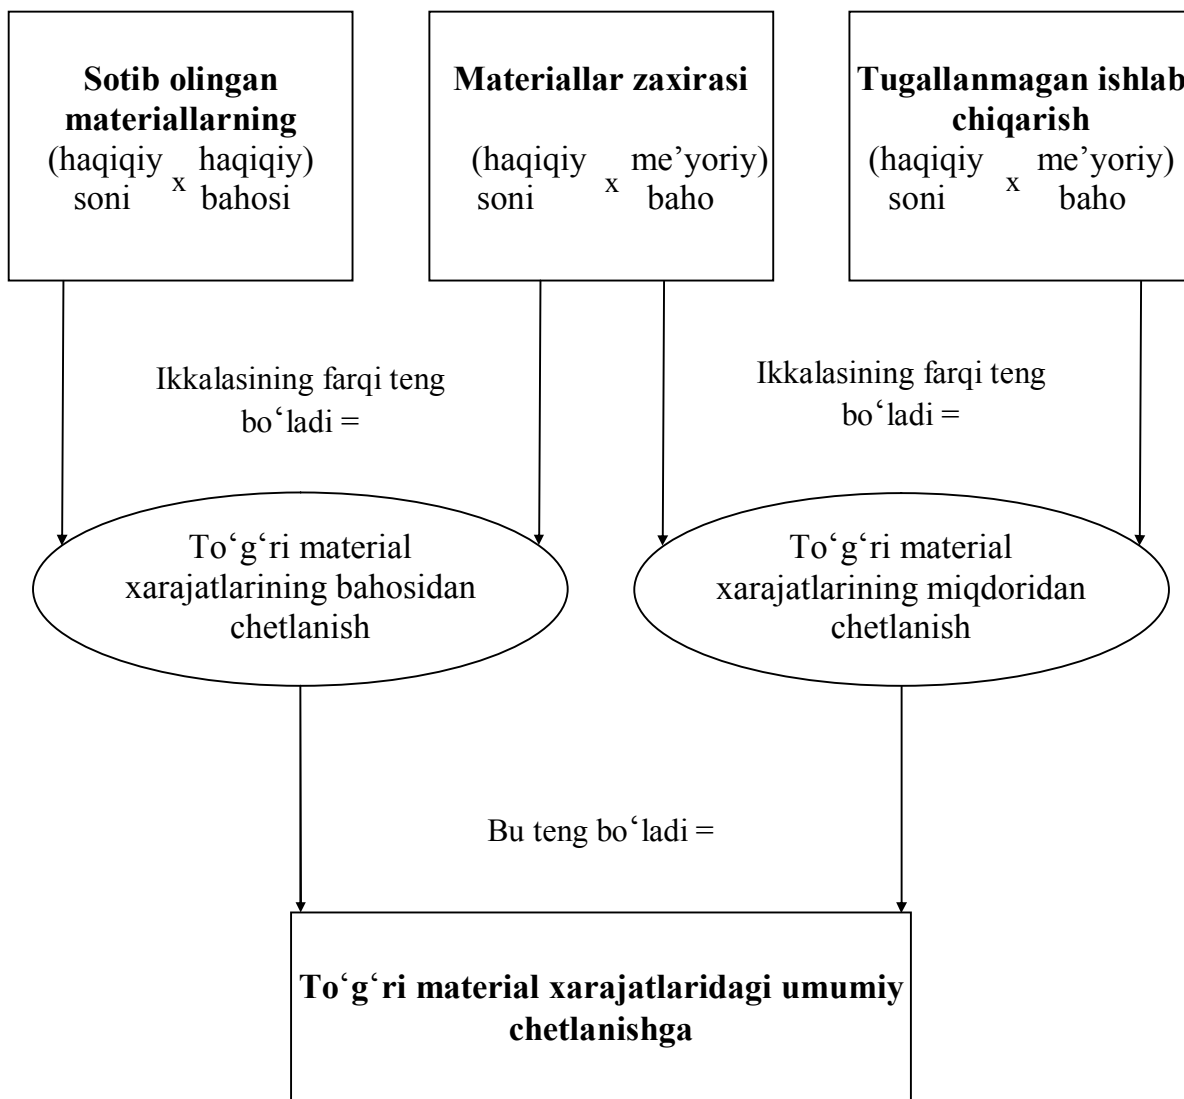 Sotib olingan
materiallarning
(haqiqiy x haqiqiy)
soni bahosi
Materiallar zaxirasi
(haqiqiy x me’yoriy)
soni baho
Tugallanmagan ishlab
chiqarish
(haqiqiy x me’yoriy)
soni baho
Ikkalasining farqi teng
bo‘ladi =
Ikkalasining farqi teng
bo‘ladi =
To‘g‘ri material
xarajatlarining bahosidan
chetlanish
To‘g‘ri material
xarajatlarining miqdoridan
chetlanish
Bu teng bo‘ladi =
To‘g‘ri material xarajatlaridagi umumiy
chetlanishga